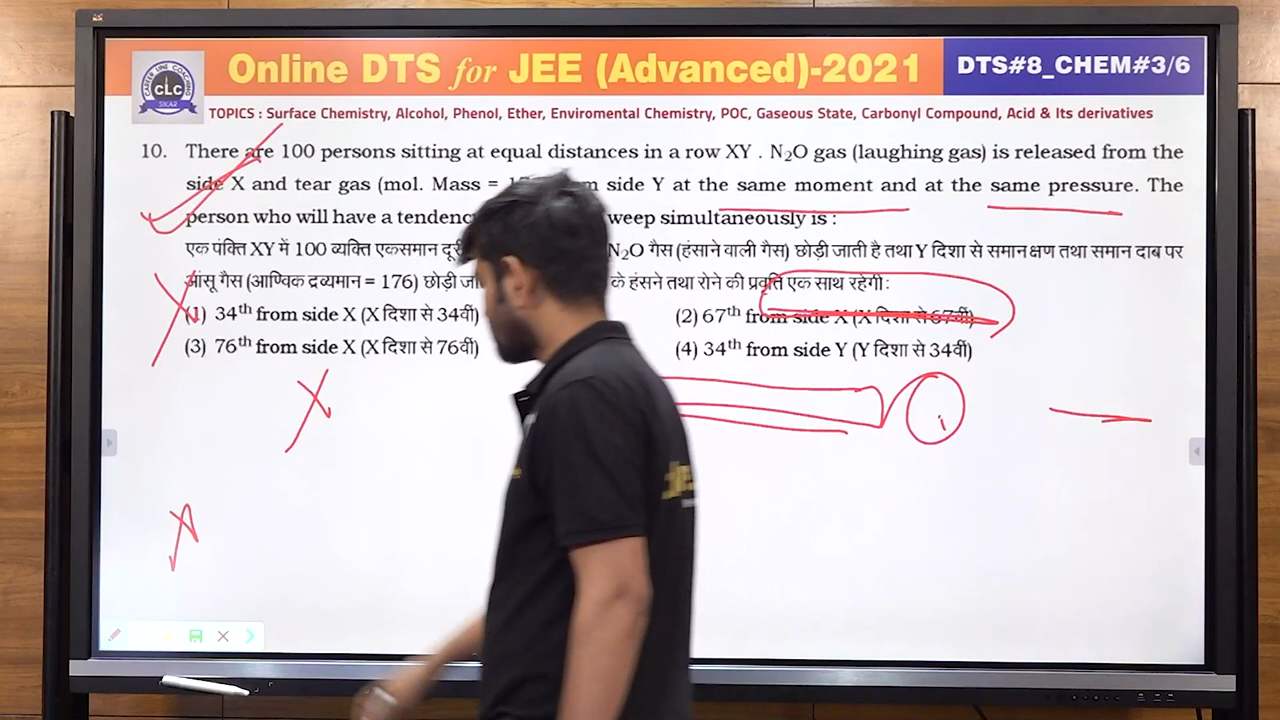 Online DTS for JEE (Advanced)-2021
DTS#8_CHEM#3/6
CAREER LINE COACHING
cLc
SIKAR
TOPICS : Surface Chemistry, Alcohol, Phenol, Ether, Enviromental Chemistry, POC, Gaseous State, Carbonyl Compound, Acid & Its derivatives
10. There are 100 persons sitting at equal distances in a row XY . N₂O gas (laughing gas) is released from the
side X and tear gas (mol. Mass = side Y at the same moment and at the same pressure. The
person who will have a weep simultaneously is :
एक पंक्ति XY में 100 व्यक्ति एकसमान N₂O गैस (हंसाने वाली गैस) छोड़ी जाती है तथा Y दिशा से समान क्षण तथा समान दाब पर
आंसू गैस (आण्विक द्रव्यमान = 176) छोड़ी के हंसने तथा रोने की प्रवृति एक साथ रहेगी:
(1) 34th from side X (X दिशा से 34वीं)
(2) 67th from side X (X दिशा से 67वीं)
(3) 76th from side X (X दिशा से 76वीं)
(4) 34th from side Y (Y दिशा से 34वीं)